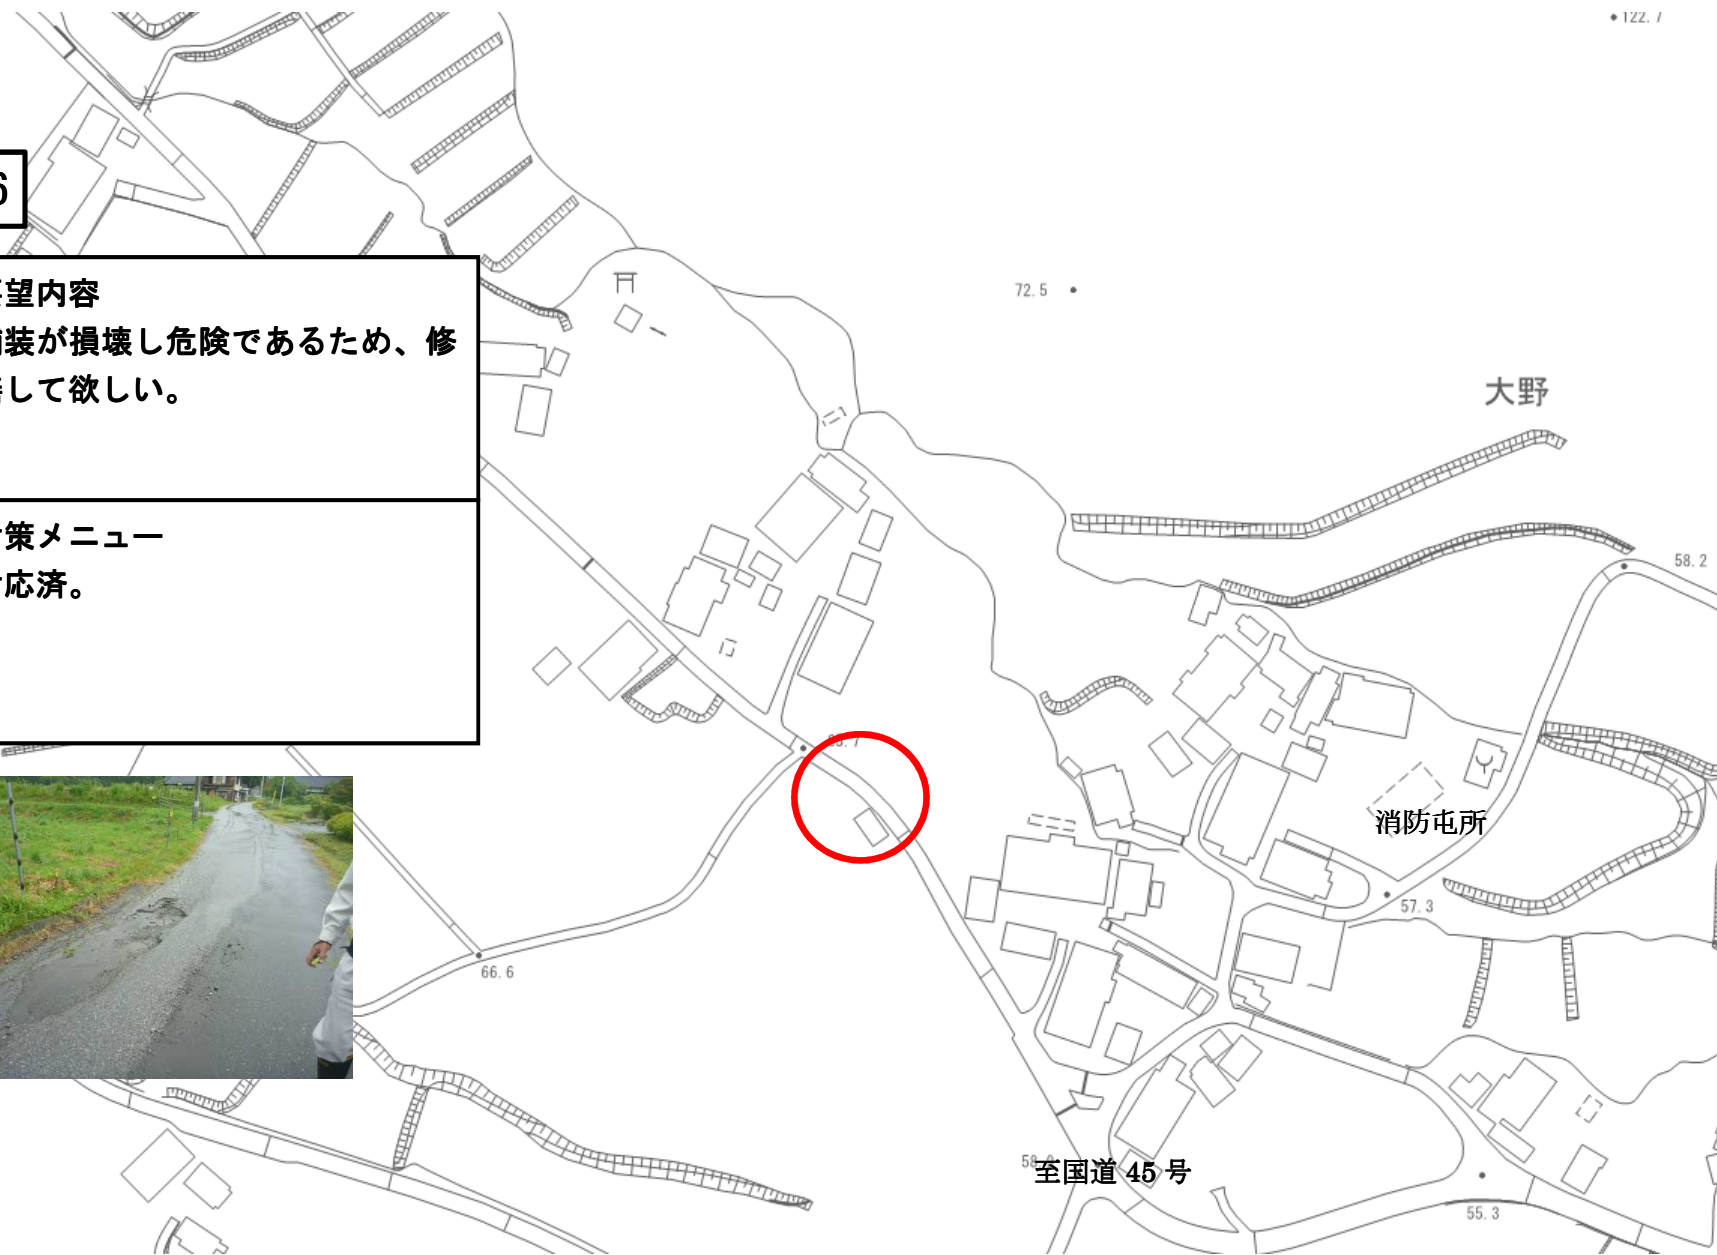 122.7
6
望内容
装が損壊し危険であるため、修
して欲しい。
策メニュー
応済。
72.5
大野
58.2
消防屯所
57.3
66.6
至国道 45 号
55.3